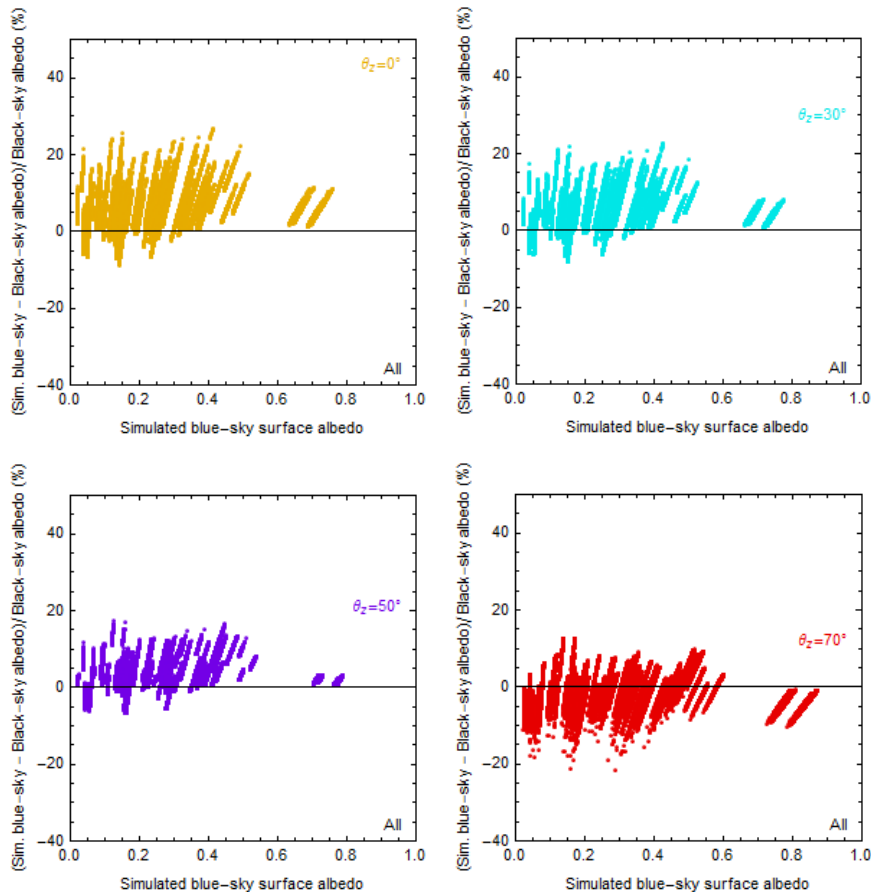 (Sim. blue−sky − Black−sky albedo)/Black−sky albedo (%)
40
20
0
−20
−40
θz=0°
All
0.0 0.2 0.4 0.6 0.8 1.0
Simulated blue−sky surface albedo
(Sim. blue−sky − Black−sky albedo)/Black−sky albedo (%)
40
20
0
−20
−40
θz=30°
All
0.0 0.2 0.4 0.6 0.8 1.0
Simulated blue−sky surface albedo
(Sim. blue−sky − Black−sky albedo)/Black−sky albedo (%)
40
20
0
−20
−40
θz=50°
All
0.0 0.2 0.4 0.6 0.8 1.0
Simulated blue−sky surface albedo
(Sim. blue−sky − Black−sky albedo)/Black−sky albedo (%)
40
20
0
−20
−40
θz=70°
All
0.0 0.2 0.4 0.6 0.8 1.0
Simulated blue−sky surface albedo